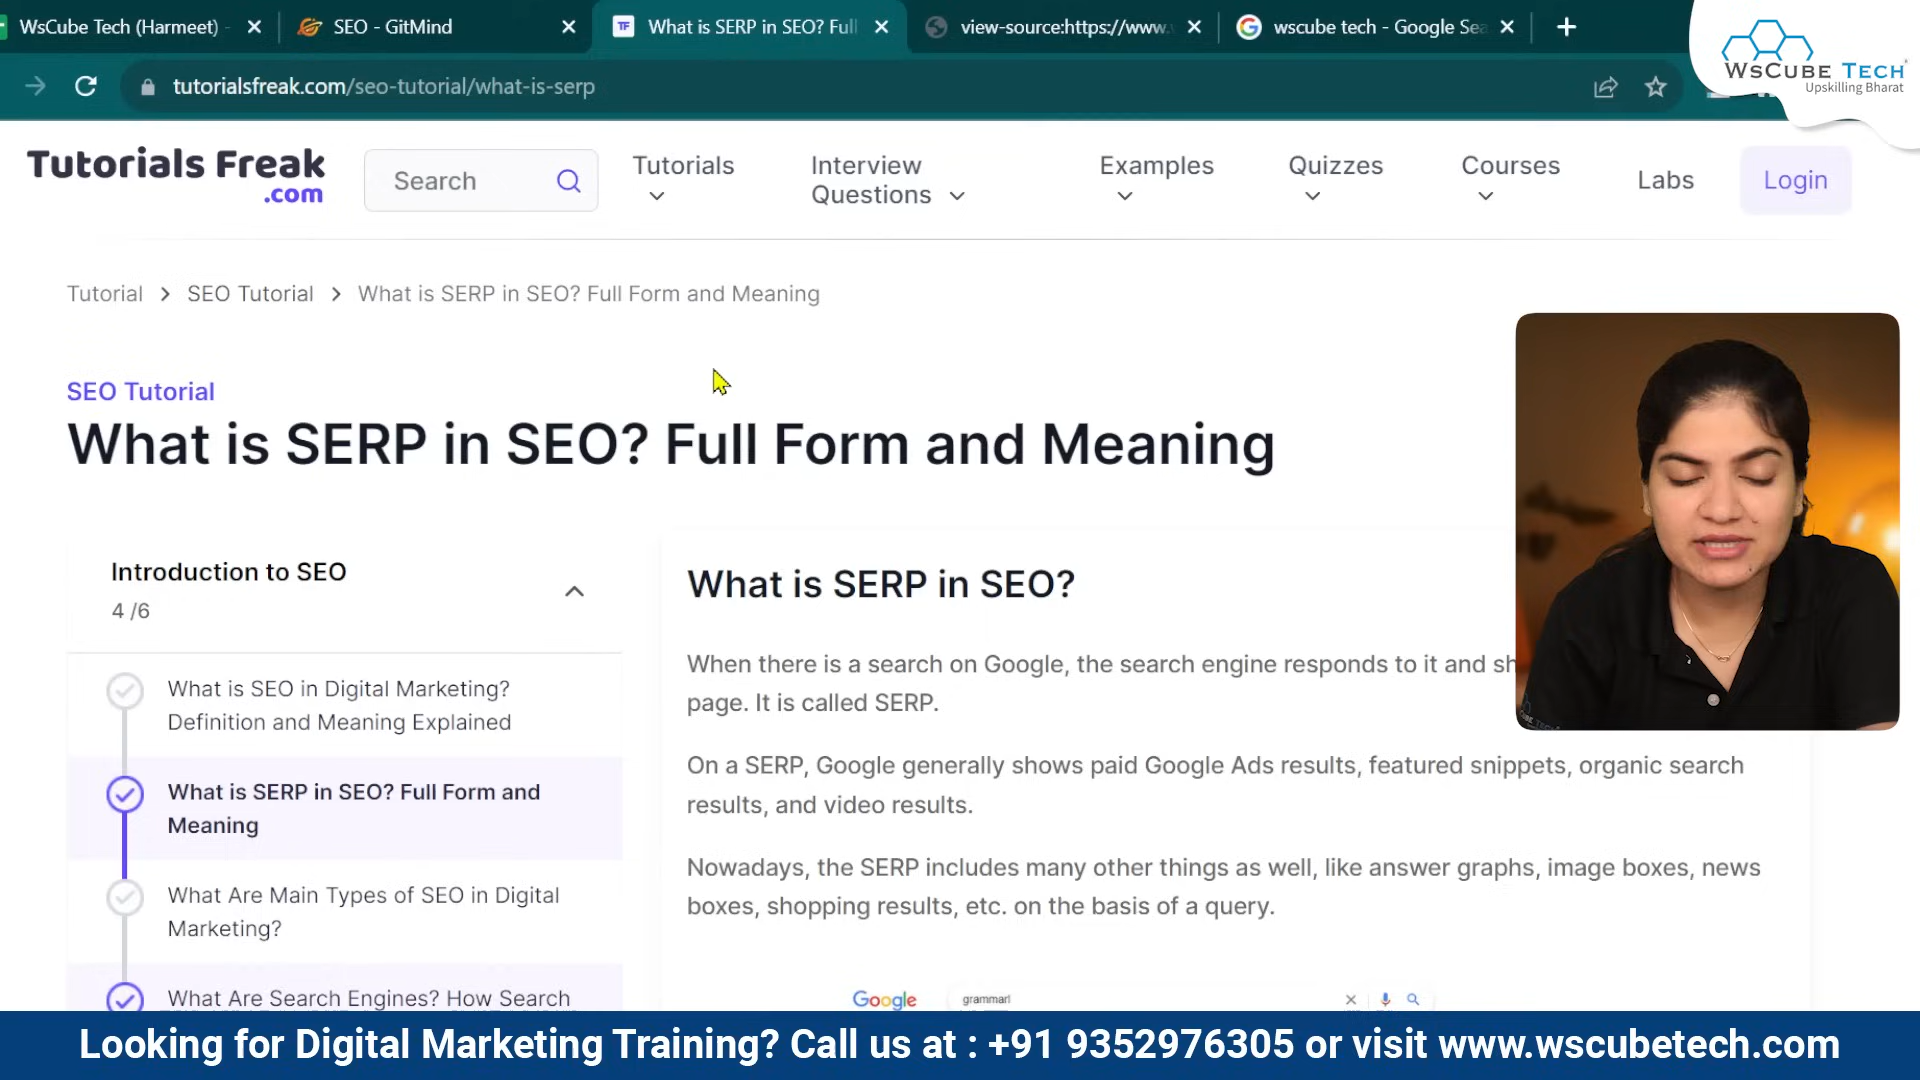 WsCube Tech (Harmeet) -
SEO - GitMind
What is SERP in SEO? Full
view-source:https://www.
wscube tech - Google Sea
WSCUBE TECH
Upskilling Bharat
tutorialsfreak.com/seo-tutorial/what-is-serp
Tutorials Freak
.com
Search
Tutorials
Interview
Questions
Examples
Quizzes
Courses
Labs
Login
Tutorial > SEO Tutorial > What is SERP in SEO? Full Form and Meaning
SEO Tutorial
What is SERP in SEO? Full Form and Meaning
Introduction to SEO
4 /6
What is SEO in Digital Marketing?
Definition and Meaning Explained
What is SERP in SEO? Full Form and
Meaning
What Are Main Types of SEO in Digital
Marketing?
What Are Search Engines? How Search
What is SERP in SEO?
When there is a search on Google, the search engine responds to it and sh
page. It is called SERP.
On a SERP, Google generally shows paid Google Ads results, featured snippets, organic search
results, and video results.
Nowadays, the SERP includes many other things as well, like answer graphs, image boxes, news
boxes, shopping results, etc. on the basis of a query.
Google
grammarl
Looking for Digital Marketing Training? Call us at : +91 9352976305 or visit www.wscubetech.com